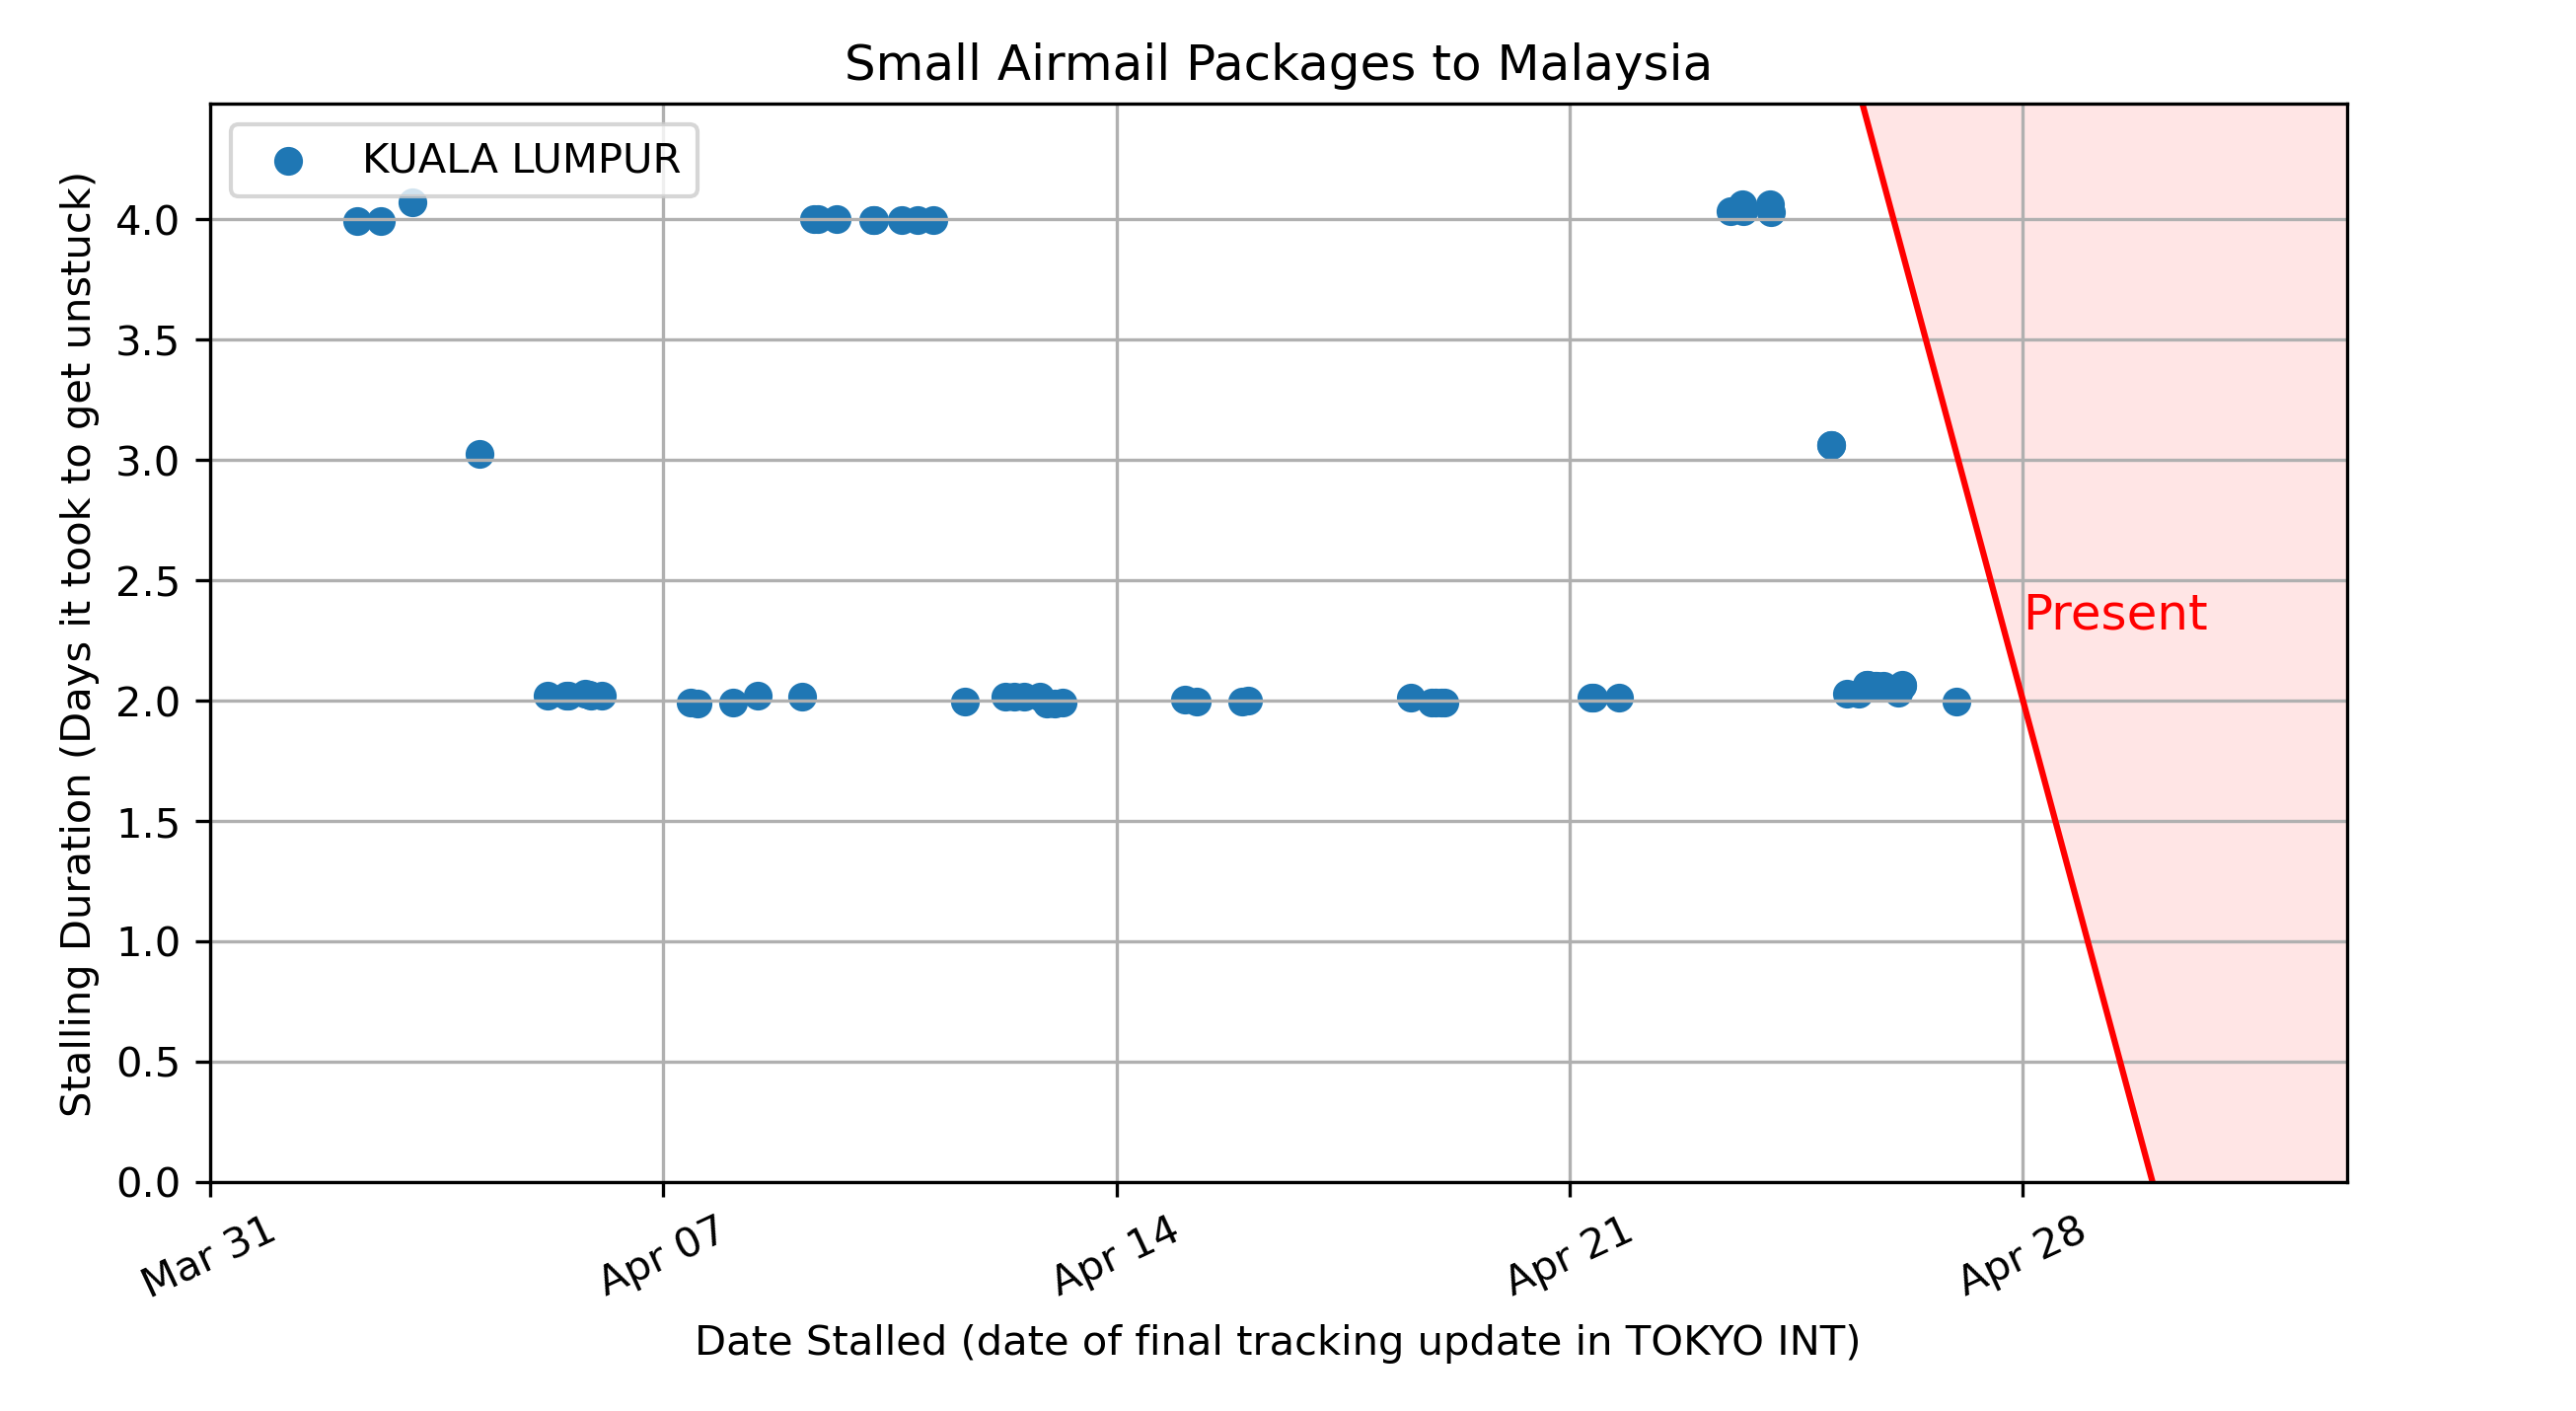 Small Airmail Packages to Malaysia
KUALA LUMPUR
Stalling Duration (Days it took to get unstuck)
4.0
3.5
3.0
2.5
2.0
1.5
1.0
0.5
0.0
Present
Mar 31
Apr 07
Apr 14
Apr 21
Apr 28
Date Stalled (date of final tracking update in TOKYO INT)